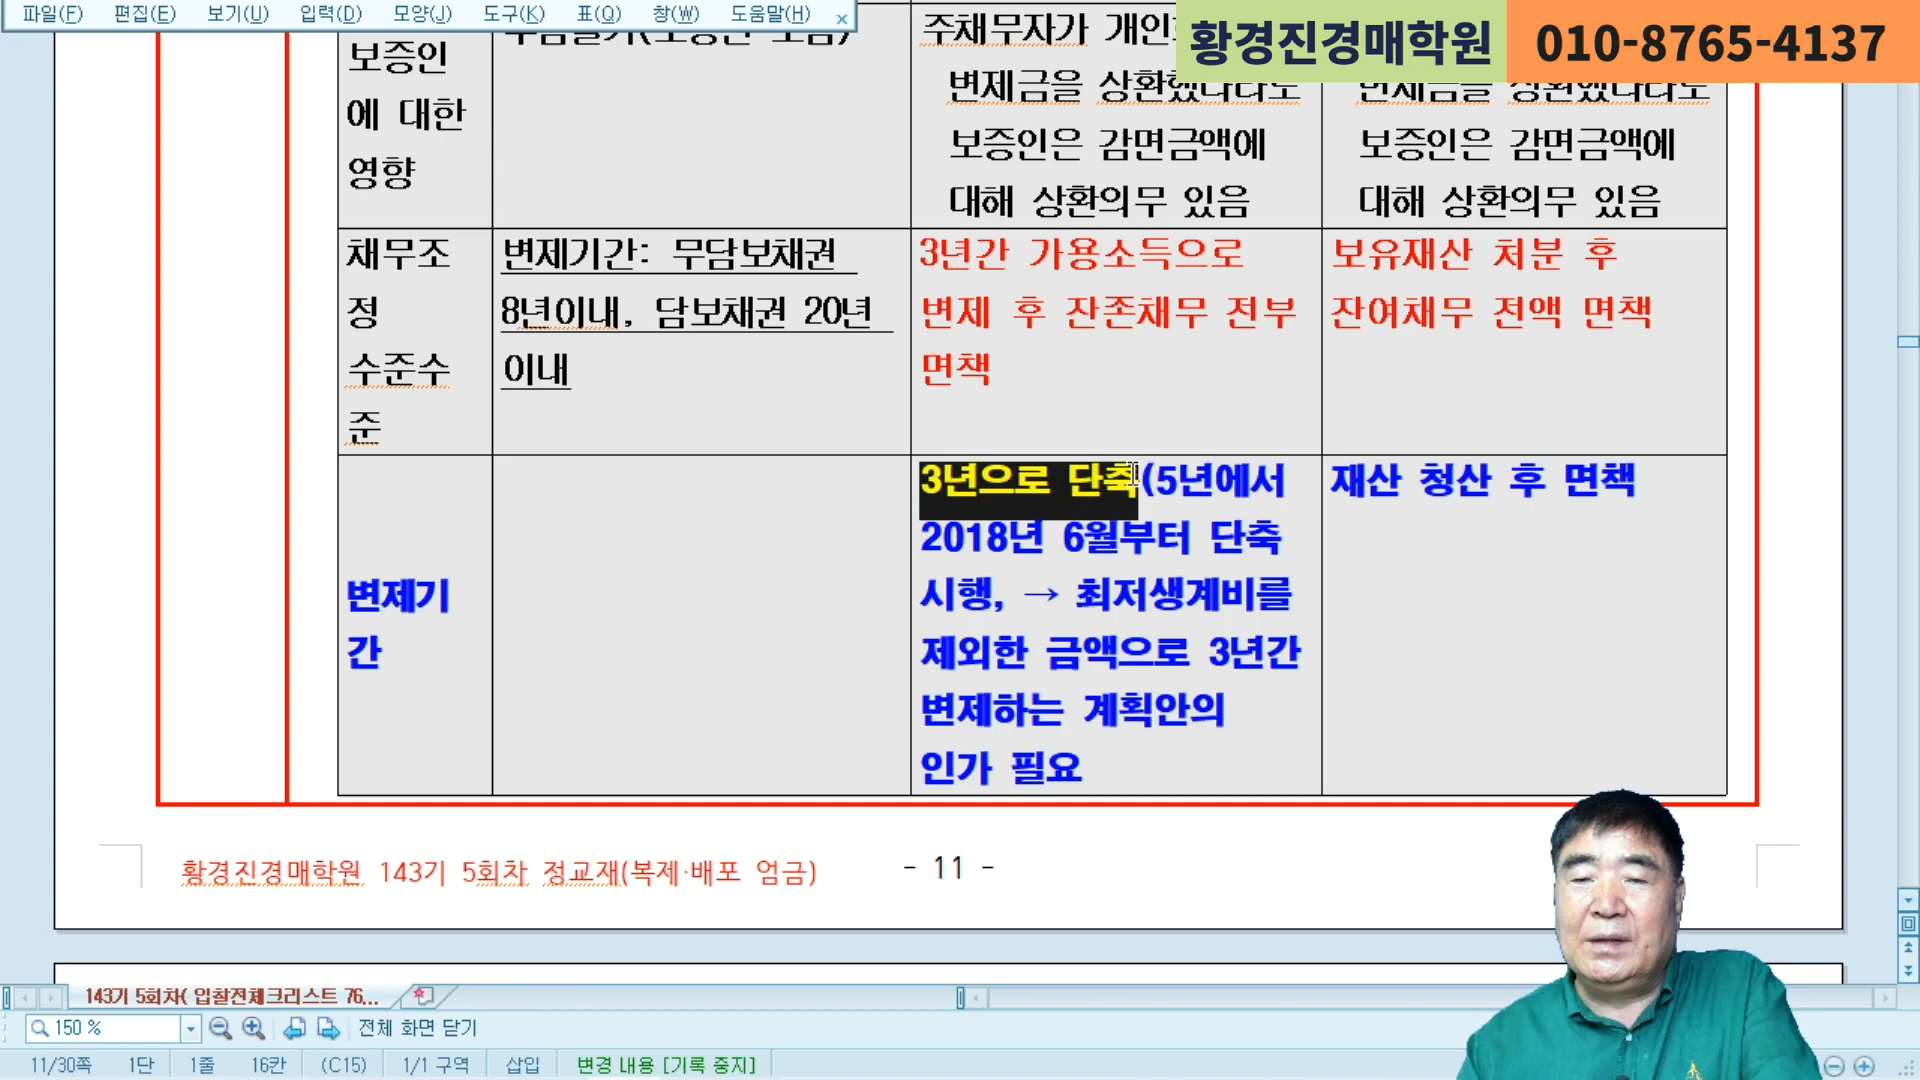 파일(F) 편집(E) 보기(U) 입력(D) 모양(J) 도구(K) 표(Q) 창(W) 도움말(H)
황경진경매학원 010-8765-4137
보증인
에 대한
영향
주채무자가 개인
변제금을 상환했더라도
보증인은 감면금액에
대해 상환의무 있음
변제금을 상환했더라도
보증인은 감면금액에
대해 상환의무 있음
채무조
정
수준수
준
변제기간: 무담보채권
8년이내, 담보채권 20년
이내
3년간 가용소득으로
변제 후 잔존채무 전부
면책
보유재산 처분 후
잔여채무 전액 면책
변제기
간
3년으로 단축(5년에서
2018년 6월부터 단축
시행, → 최저생계비를
제외한 금액으로 3년간
변제하는 계획안의
인가 필요
재산 청산 후 면책
황경진경매학원 143기 5회차 정교재(복제·배포 엄금)
- 11 -
143기 5회차( 입찰전체크리스트 76...
150 %
전체 화면 닫기
11/30쪽 1단 1줄 16칸 (C15) 1/1 구역 삽입 변경 내용 [기록 중지]